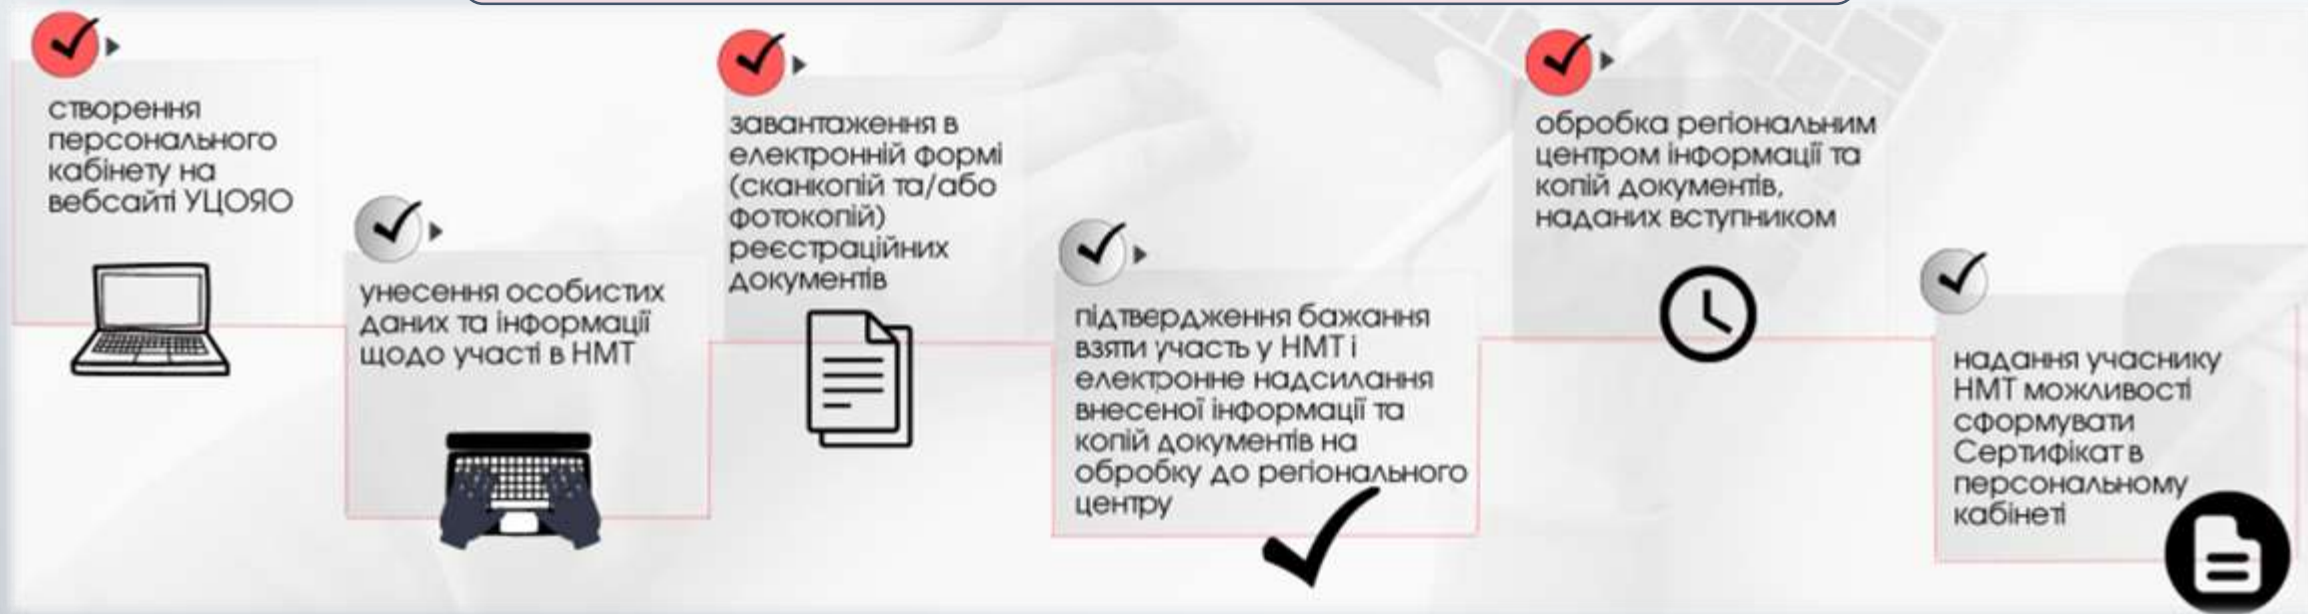 створення
персонального
кабінету на
вебсайті УЦОЯО
унесення особистих
даних та інформації
щодо участі в НМТ
завантаження в
електронній формі
(сканкопій та/або
фотокопій)
реєстраційних
документів
підтвердження бажання
взяти участь у НМТ і
електронне надсилання
внесеної інформації та
копій документів на
обробку до регіонального
центру
обробка регіональним
центром інформації та
копій документів,
наданих вступником
надання учаснику
НМТ можливості
сформувати
Сертифікат в
персональному
кабінеті